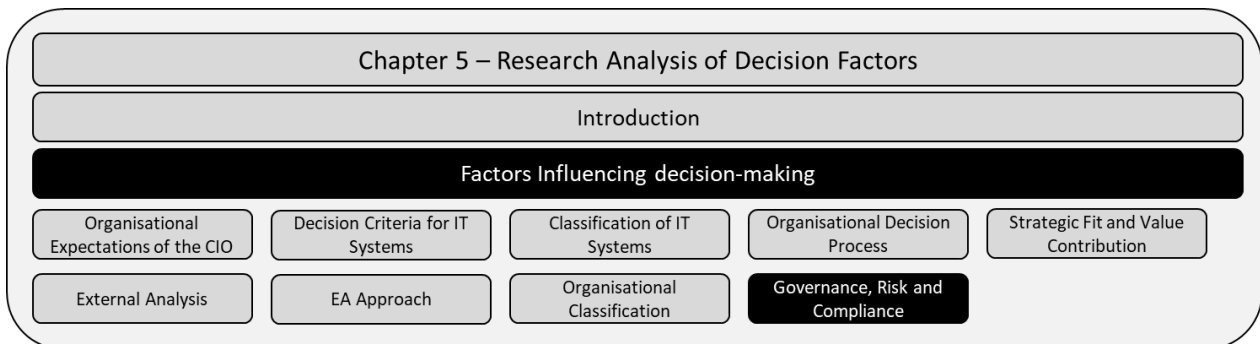 Chapter 5 – Research Analysis of Decision Factors
Introduction
Factors Influencing decision-making
Organisational
Expectations of the CIO
Decision Criteria for IT
Systems
Classification of IT
Systems
Organisational Decision
Process
Strategic Fit and Value
Contribution
External Analysis
EA Approach
Organisational
Classification
Governance, Risk and
Compliance